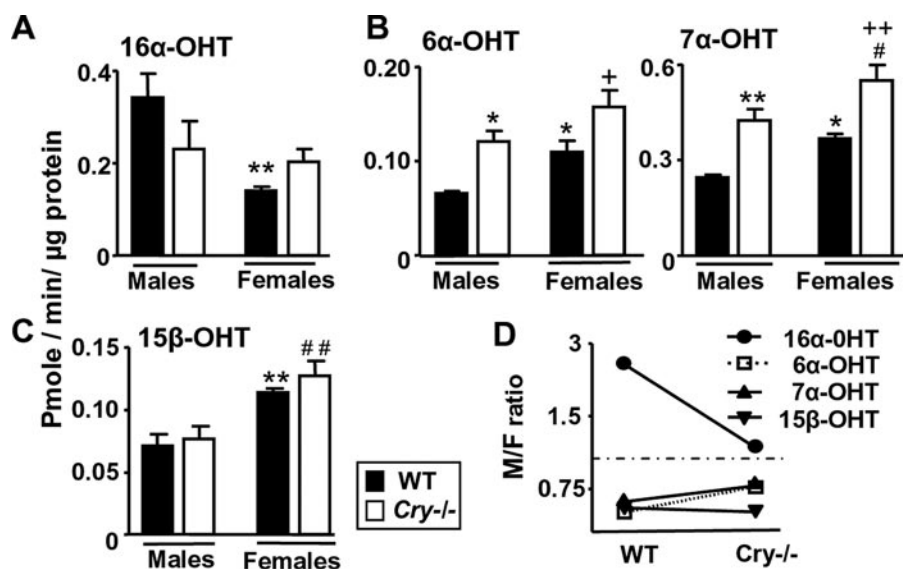 A
16α-OHT
0.4
0.2
0
**
Males
Females
B
6α-OHT
0.20
0.10
0
*
*
+
Males
Females
7α-OHT
0.6
0.3
0
**
*
++
#
Males
Females
Pmole / min/ µg protein
C
15β-OHT
0.15
0.10
0.05
0
**
##
Males
Females
WT
Cry-/-
D
M/F ratio
3
1.5
0.75
WT
Cry-/-
16α-0HT
6α-OHT
7α-OHT
15β-OHT